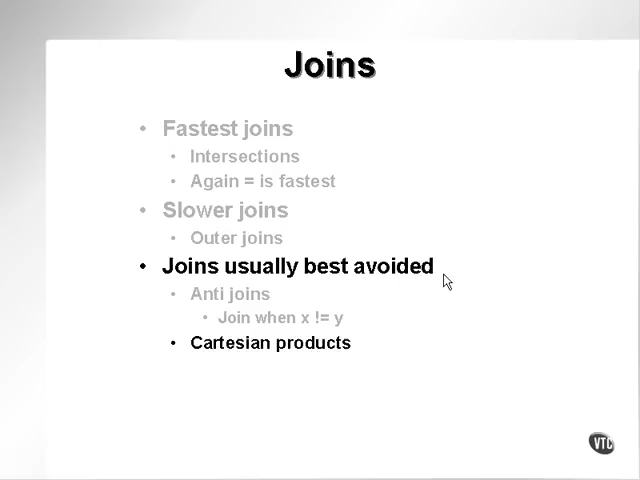 Joins
• Fastest joins
• Intersections
• Again = is fastest
• Slower joins
• Outer joins
• Joins usually best avoided
• Anti joins
• Join when x != y
• Cartesian products
VTC